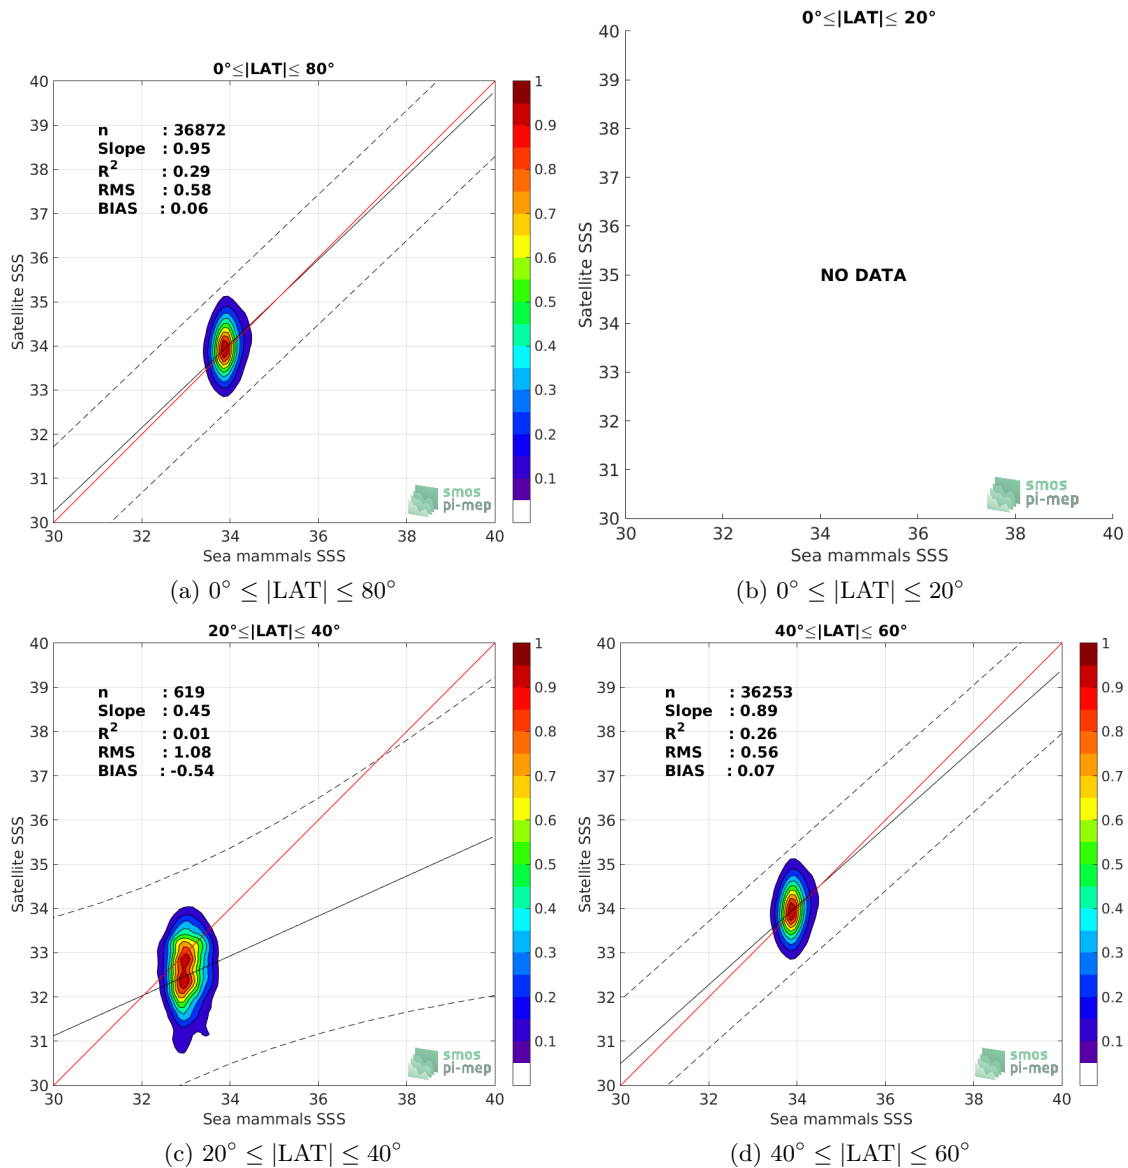 0°≤|LAT|≤ 80°
40
39
38
37
36
35
34
33
32
31
30
Satellite SSS
n : 36872
Slope : 0.95
R² : 0.29
RMS : 0.58
BIAS : 0.06
smos
pi-mep
30 32 34 36 38 40
Sea mammals SSS
1
0.9
0.8
0.7
0.6
0.5
0.4
0.3
0.2
0.1
(a) 0° ≤ |LAT| ≤ 80°
0°≤|LAT|≤ 20°
40
39
38
37
36
35
34
33
32
31
30
Satellite SSS
NO DATA
smos
pi-mep
30 32 34 36 38 40
Sea mammals SSS
(b) 0° ≤ |LAT| ≤ 20°
20°≤|LAT|≤ 40°
40
39
38
37
36
35
34
33
32
31
30
Satellite SSS
n : 619
Slope : 0.45
R² : 0.01
RMS : 1.08
BIAS : -0.54
smos
pi-mep
30 32 34 36 38 40
Sea mammals SSS
1
0.9
0.8
0.7
0.6
0.5
0.4
0.3
0.2
0.1
(c) 20° ≤ |LAT| ≤ 40°
40°≤|LAT|≤ 60°
40
39
38
37
36
35
34
33
32
31
30
Satellite SSS
n : 36253
Slope : 0.89
R² : 0.26
RMS : 0.56
BIAS : 0.07
smos
pi-mep
30 32 34 36 38 40
Sea mammals SSS
1
0.9
0.8
0.7
0.6
0.5
0.4
0.3
0.2
0.1
(d) 40° ≤ |LAT| ≤ 60°